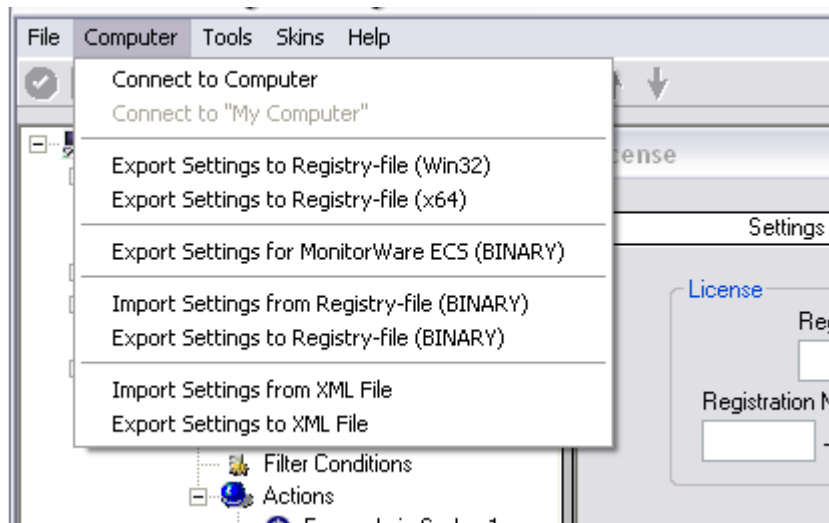 File Computer Tools Skins Help
Connect to Computer
Connect to "My Computer"
Export Settings to Registry-file (Win32)
Export Settings to Registry-file (x64)
Export Settings for MonitorWare ECS (BINARY)
Import Settings from Registry-file (BINARY)
Export Settings to Registry-file (BINARY)
Import Settings from XML File
Export Settings to XML File
Filter Conditions
Actions
Settings
License
Registration